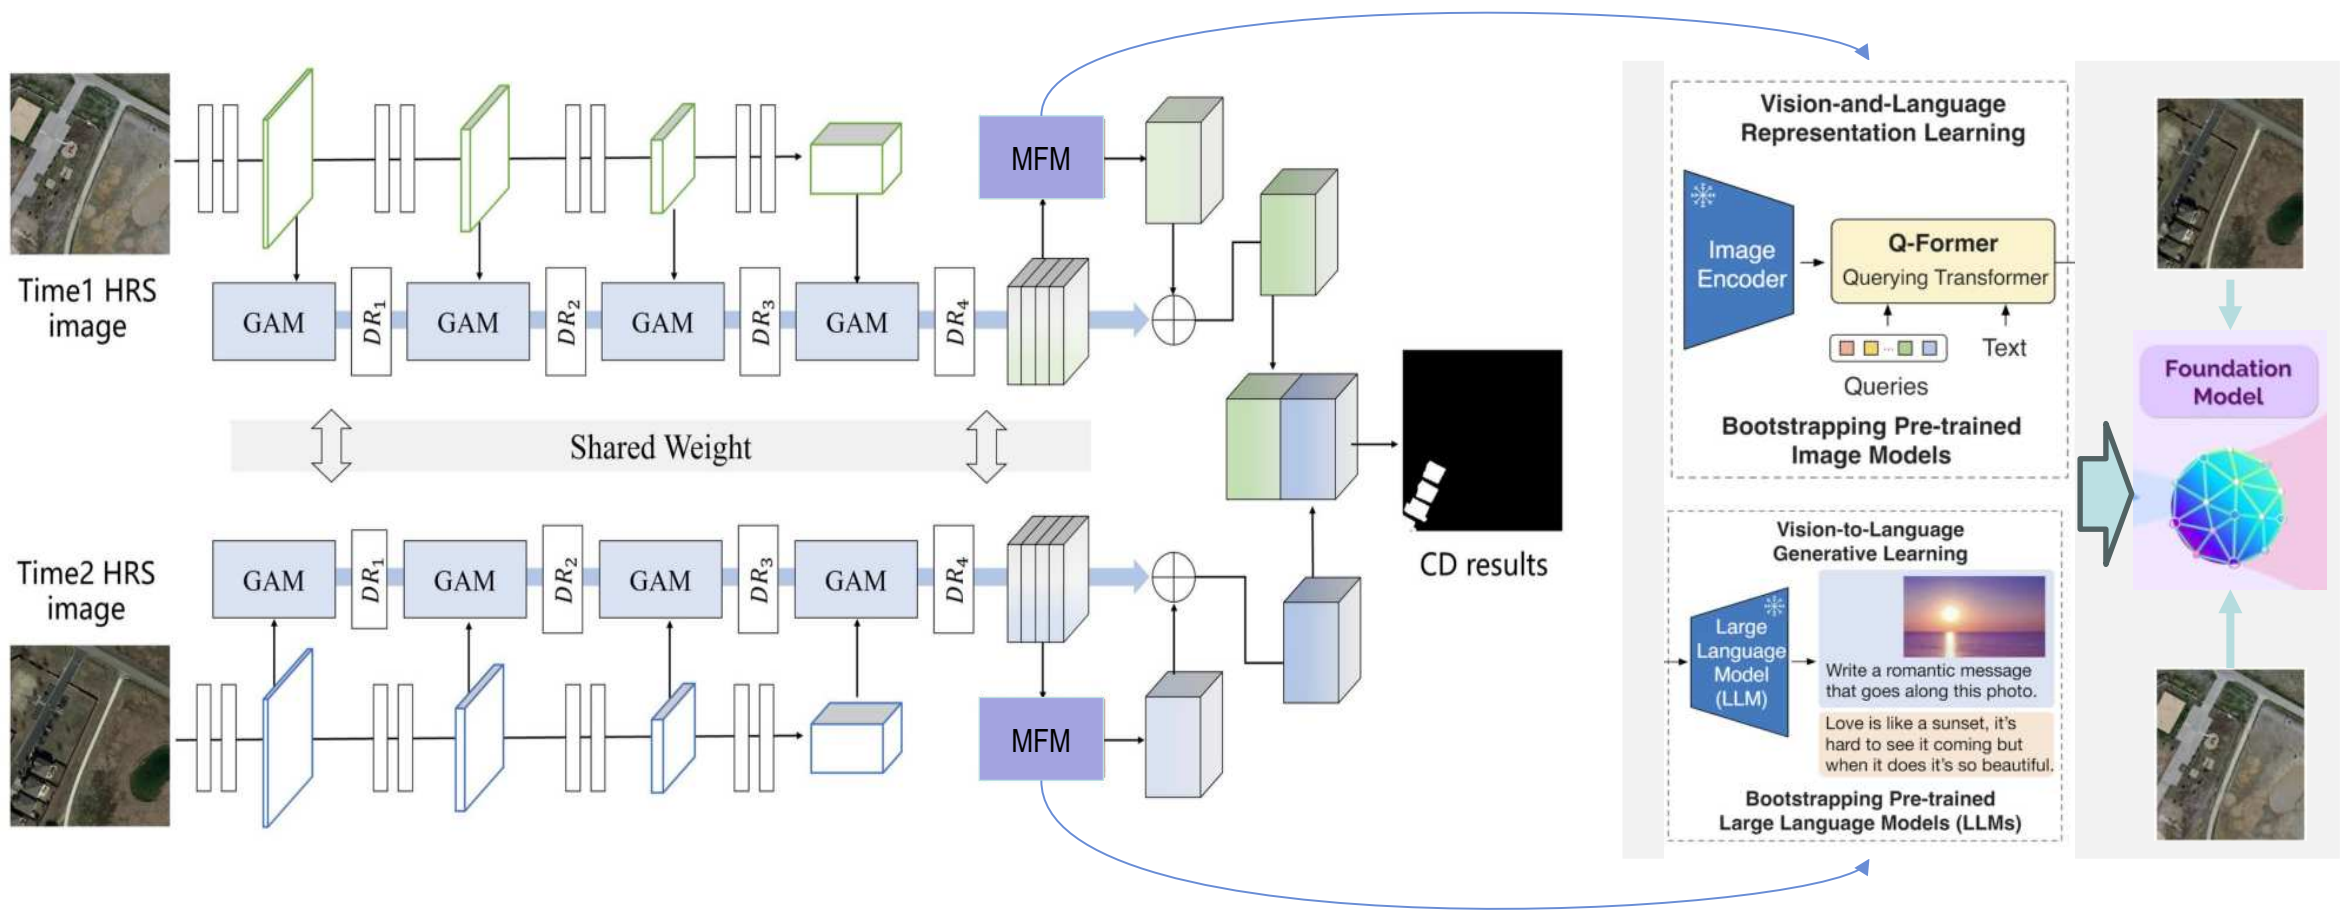 Time1 HRS
image
GAM
DR1
GAM
DR2
GAM
DR3
GAM
DR4
MFM
Shared Weight
Time2 HRS
image
GAM
DR1
GAM
DR2
GAM
DR3
GAM
DR4
MFM
CD results
Vision-and-Language
Representation Learning
Image
Encoder
Q-Former
Querying Transformer
...
Queries
Text
Bootstrapping Pre-trained
Image Models
Vision-to-Language
Generative Learning
Large
Language
Model
(LLM)
Write a romantic message
that goes along this photo.
Love is like a sunset, it's
hard to see it coming but
when it does it's so beautiful.
Bootstrapping Pre-trained
Large Language Models (LLMs)
Foundation
Model